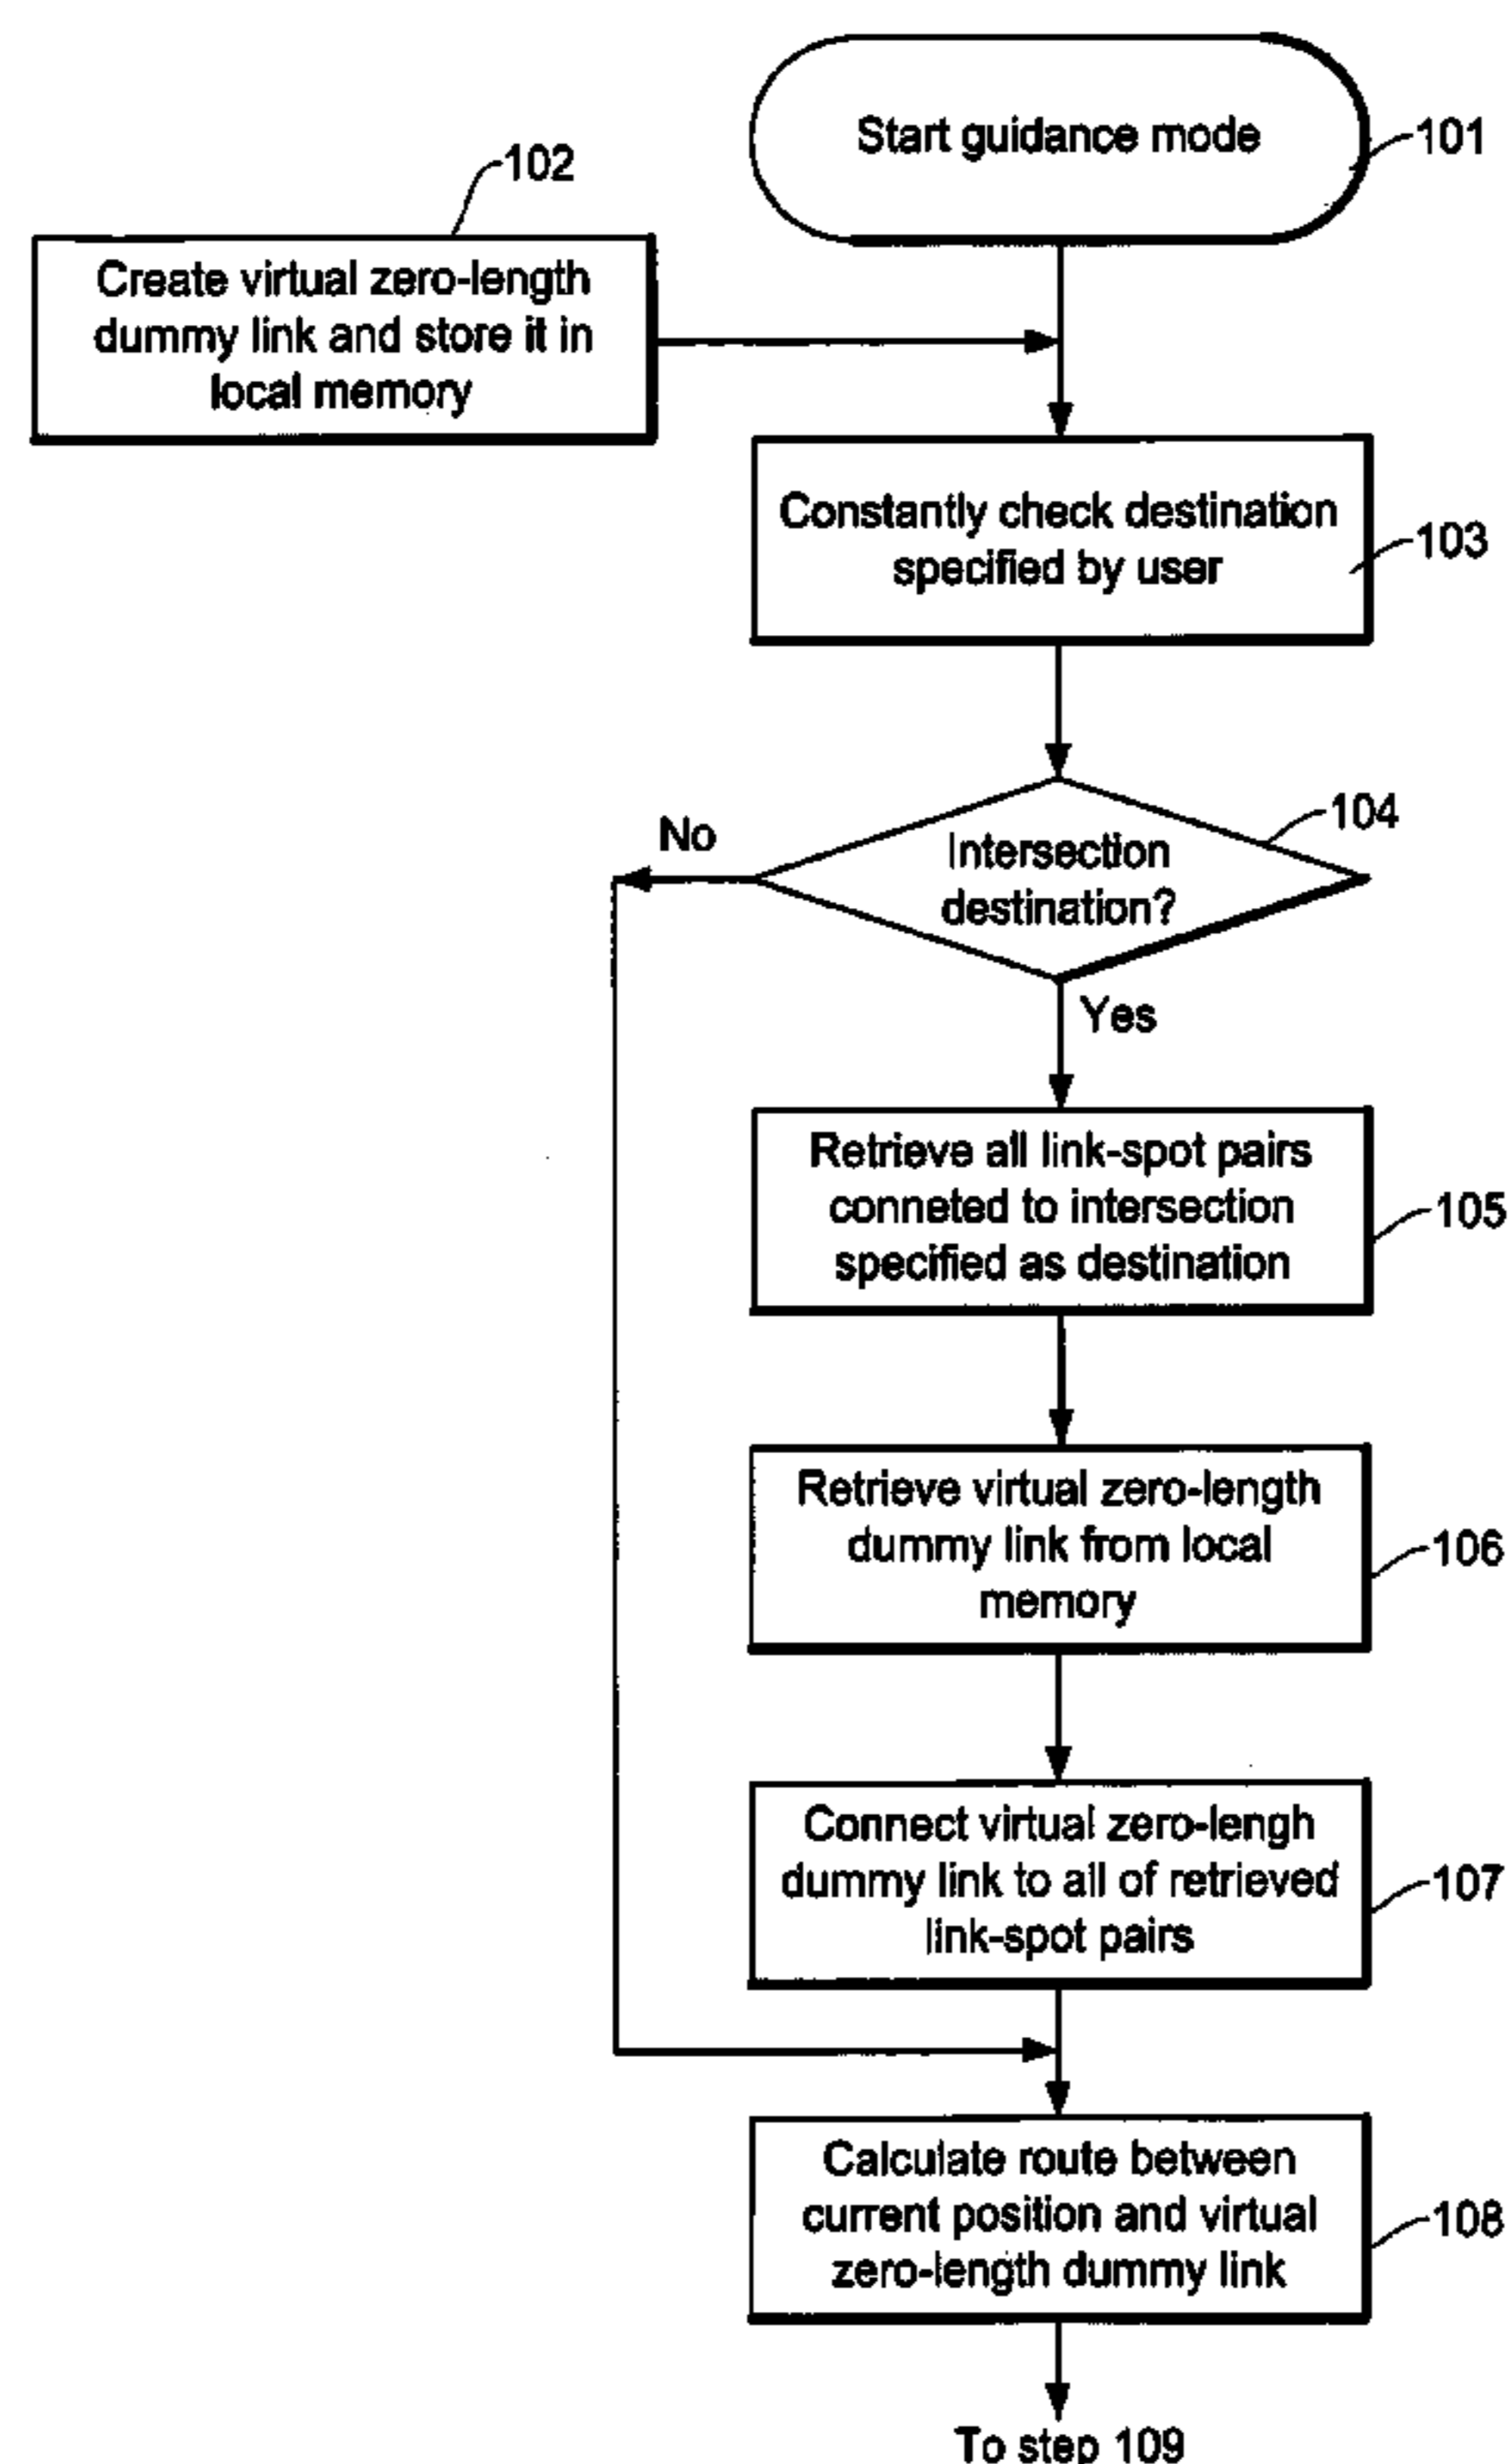 Start guidance mode
101
102
Create virtual zero-length
dummy link and store it in
local memory
Constantly check destination
specified by user
103
No
Intersection
destination?
104
Yes
Retrieve all link-spot pairs
conneted to intersection
specified as destination
105
Retrieve virtual zero-length
dummy link from local
memory
106
Connect virtual zero-lengh
dummy link to all of retrieved
link-spot pairs
107
Calculate route between
current position and virtual
zero-length dummy link
108
To step 109